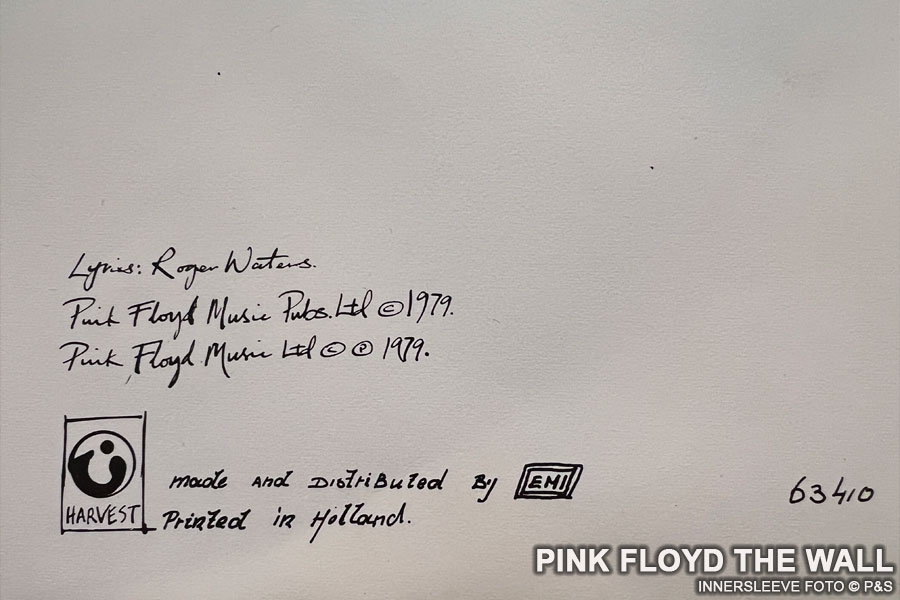 Lyrics: Roger Waters.
Pink Floyd Music Pubs. Ltd © 1979.
Pink Floyd Music Ltd © ℗ 1979.
HARVEST
made and Distributed By EMI
Printed in Holland.
63410
PINK FLOYD THE WALL
INNERSLEEVE FOTO © P&S